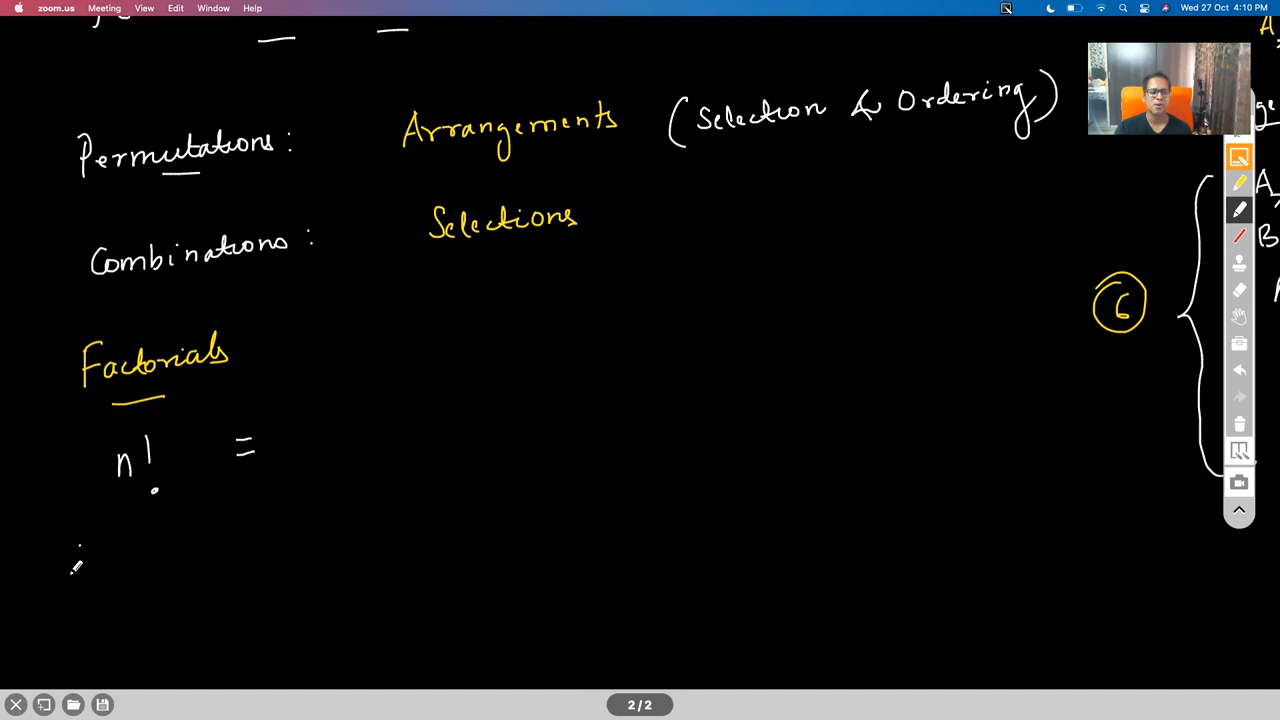 zoom.us Meeting View Edit Window Help Wed 27 Oct 4:10 PM
Permutations: Arrangements (Selection & Ordering)
Combinations: Selections
6
A
B
Factorials
n! =
2/2